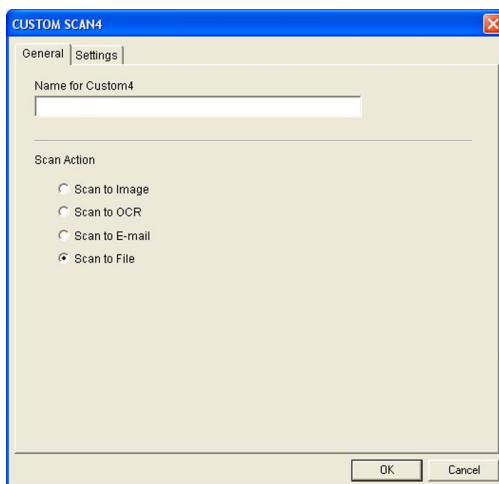 CUSTOM SCAN4
General Settings
Name for Custom4
Scan Action
Scan to Image
Scan to OCR
Scan to E-mail
Scan to File
OK Cancel